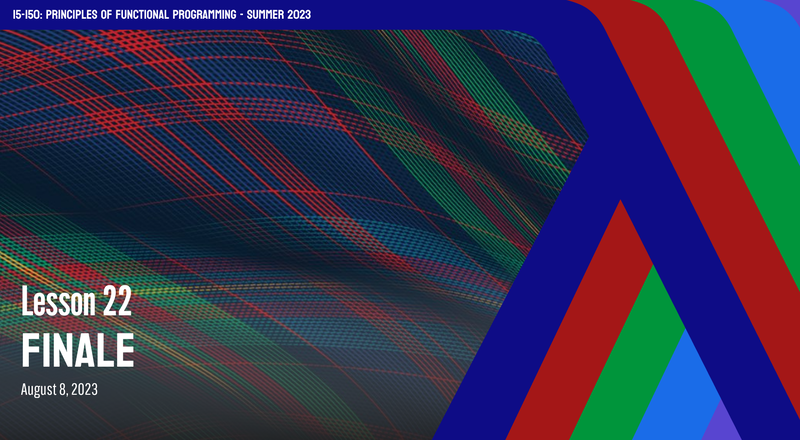 15-150: PRINCIPLES OF FUNCTIONAL PROGRAMMING - SUMMER 2023
Lesson 22
FINALE
August 8, 2023